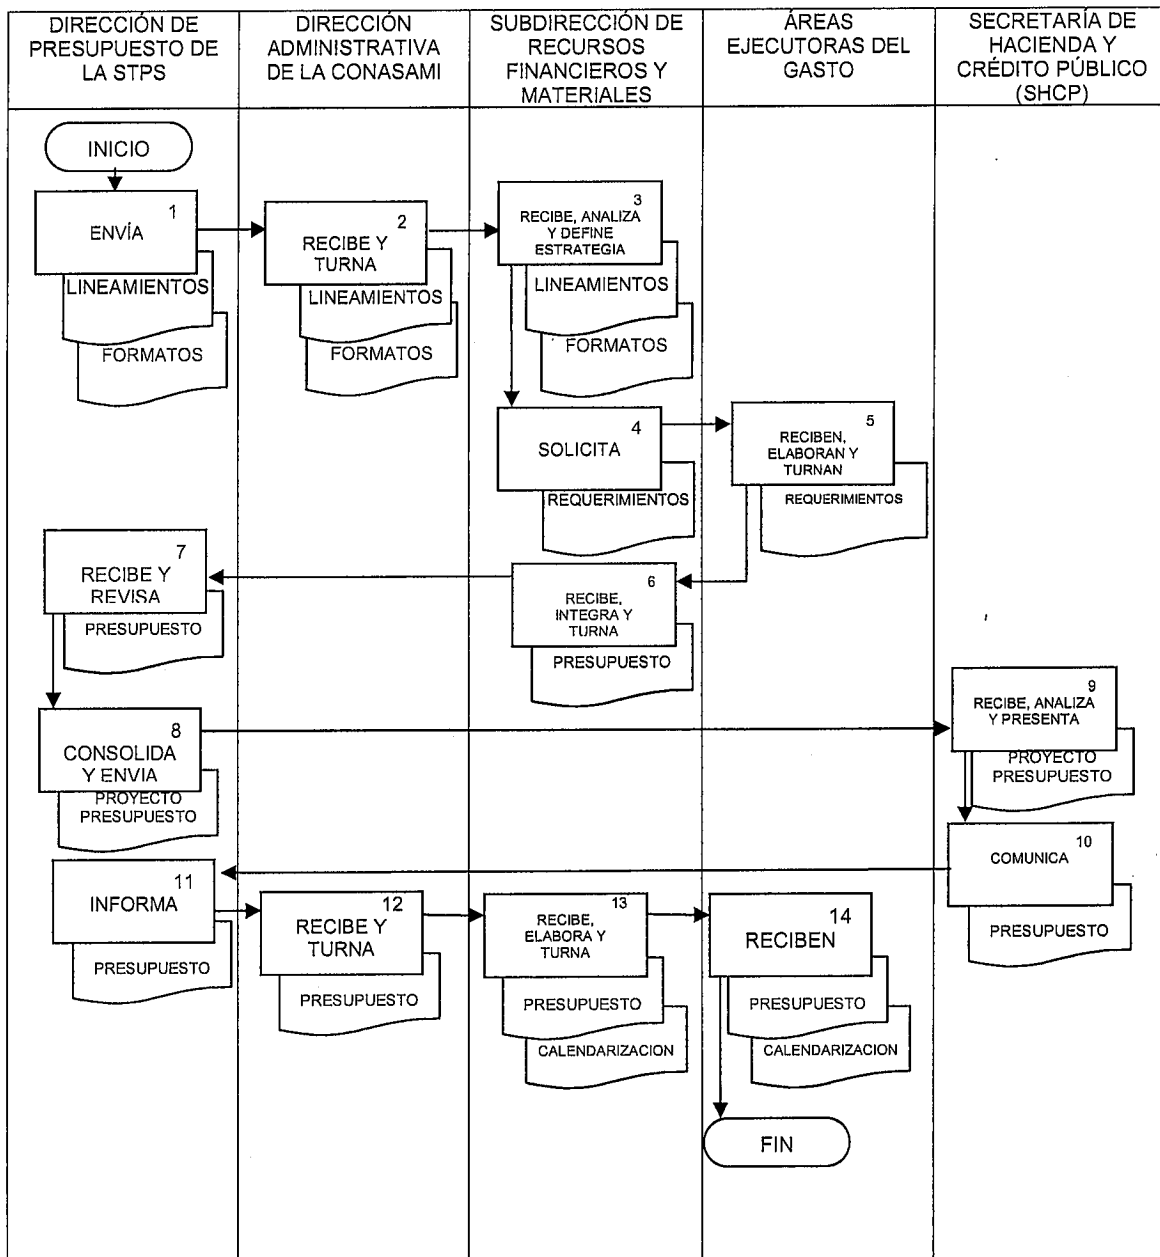 DIRECCIÓN DE
PRESUPUESTO DE
LA STPS
DIRECCIÓN
ADMINISTRATIVA
DE LA CONASAMI
SUBDIRECCIÓN DE
RECURSOS
FINANCIEROS Y
MATERIALES
ÁREAS
EJECUTORAS DEL
GASTO
SECRETARÍA DE
HACIENDA Y
CRÉDITO PÚBLICO
(SHCP)
INICIO
1
ENVÍA
LINEAMIENTOS
FORMATOS
2
RECIBE Y
TURNA
LINEAMIENTOS
FORMATOS
3
RECIBE, ANALIZA
Y DEFINE
ESTRATEGIA
LINEAMIENTOS
FORMATOS
4
SOLICITA
REQUERIMIENTOS
5
RECIBEN,
ELABORAN Y
TURNAN
REQUERIMIENTOS
6
RECIBE,
INTEGRA Y
TURNA
PRESUPUESTO
7
RECIBE Y
REVISA
PRESUPUESTO
8
CONSOLIDA
Y ENVIA
PROYECTO
PRESUPUESTO
9
RECIBE, ANALIZA
Y PRESENTA
PROYECTO
PRESUPUESTO
10
COMUNICA
PRESUPUESTO
11
INFORMA
PRESUPUESTO
12
RECIBE Y
TURNA
PRESUPUESTO
13
RECIBE,
ELABORA Y
TURNA
PRESUPUESTO
CALENDARIZACION
14
RECIBEN
PRESUPUESTO
CALENDARIZACION
FIN